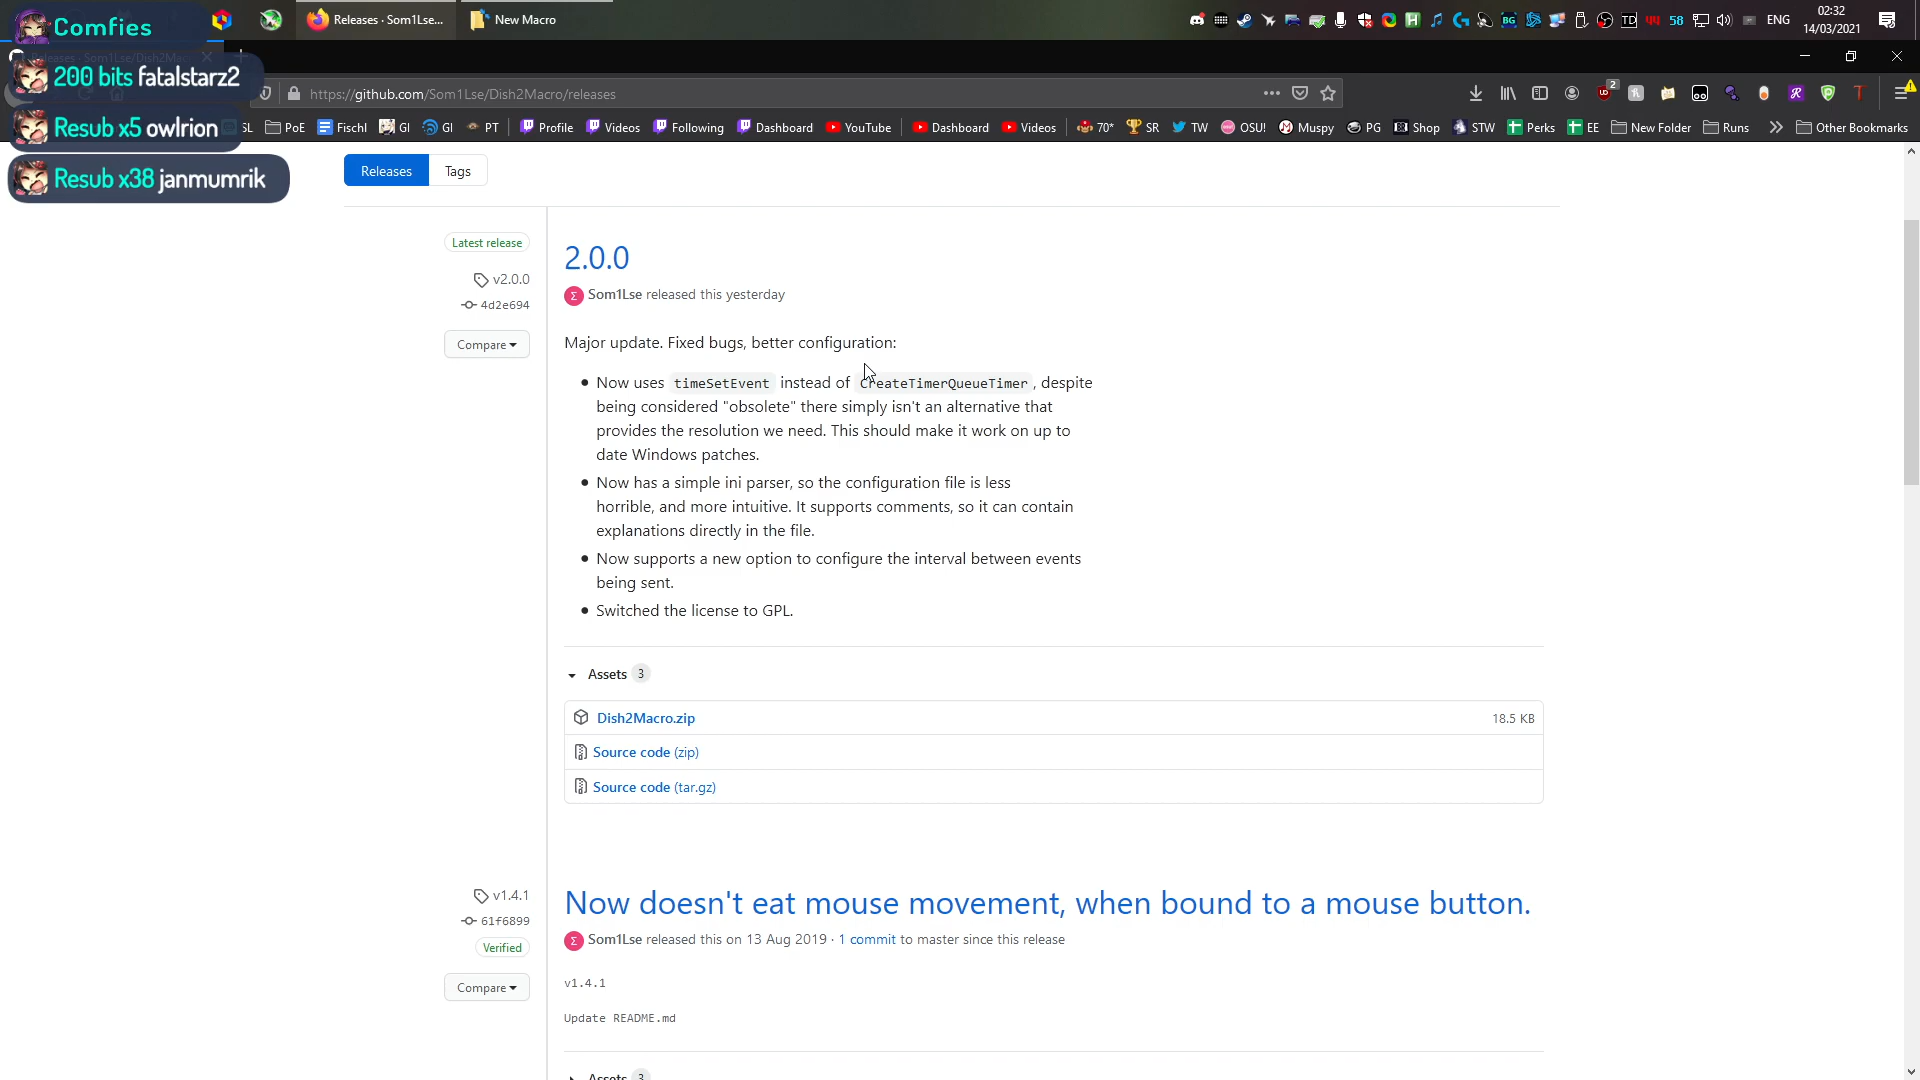 Comfies
Releases · Som1Lse...
New Macro
BG
TD
58
ENG
02:32
14/03/2021
Releases · Som1Lse/Dish2Ma
200 bits fatalstarz2
https://github.com/Som1Lse/Dish2Macro/releases
2
Resub x5 owlrion
SL
PoE
Fischl
GI
GI
PT
Profile
Videos
Following
Dashboard
YouTube
Dashboard
Videos
70*
SR
TW
OSU!
Muspy
PG
Shop
STW
Perks
EE
New Folder
Runs
Other Bookmarks
Resub x38 janmumrik
Releases
Tags
Latest release
v2.0.0
4d2e694
Compare
2.0.0
Som1Lse released this yesterday
Major update. Fixed bugs, better configuration:
Now uses timeSetEvent instead of CreateTimerQueueTimer, despite
being considered "obsolete" there simply isn't an alternative that
provides the resolution we need. This should make it work on up to
date Windows patches.
Now has a simple ini parser, so the configuration file is less
horrible, and more intuitive. It supports comments, so it can contain
explanations directly in the file.
Now supports a new option to configure the interval between events
being sent.
Switched the license to GPL.
Assets 3
Dish2Macro.zip
18.5 KB
Source code (zip)
Source code (tar.gz)
v1.4.1
61f6899
Verified
Compare
Now doesn't eat mouse movement, when bound to a mouse button.
Som1Lse released this on 13 Aug 2019 · 1 commit to master since this release
v1.4.1
Update README.md
Assets 3